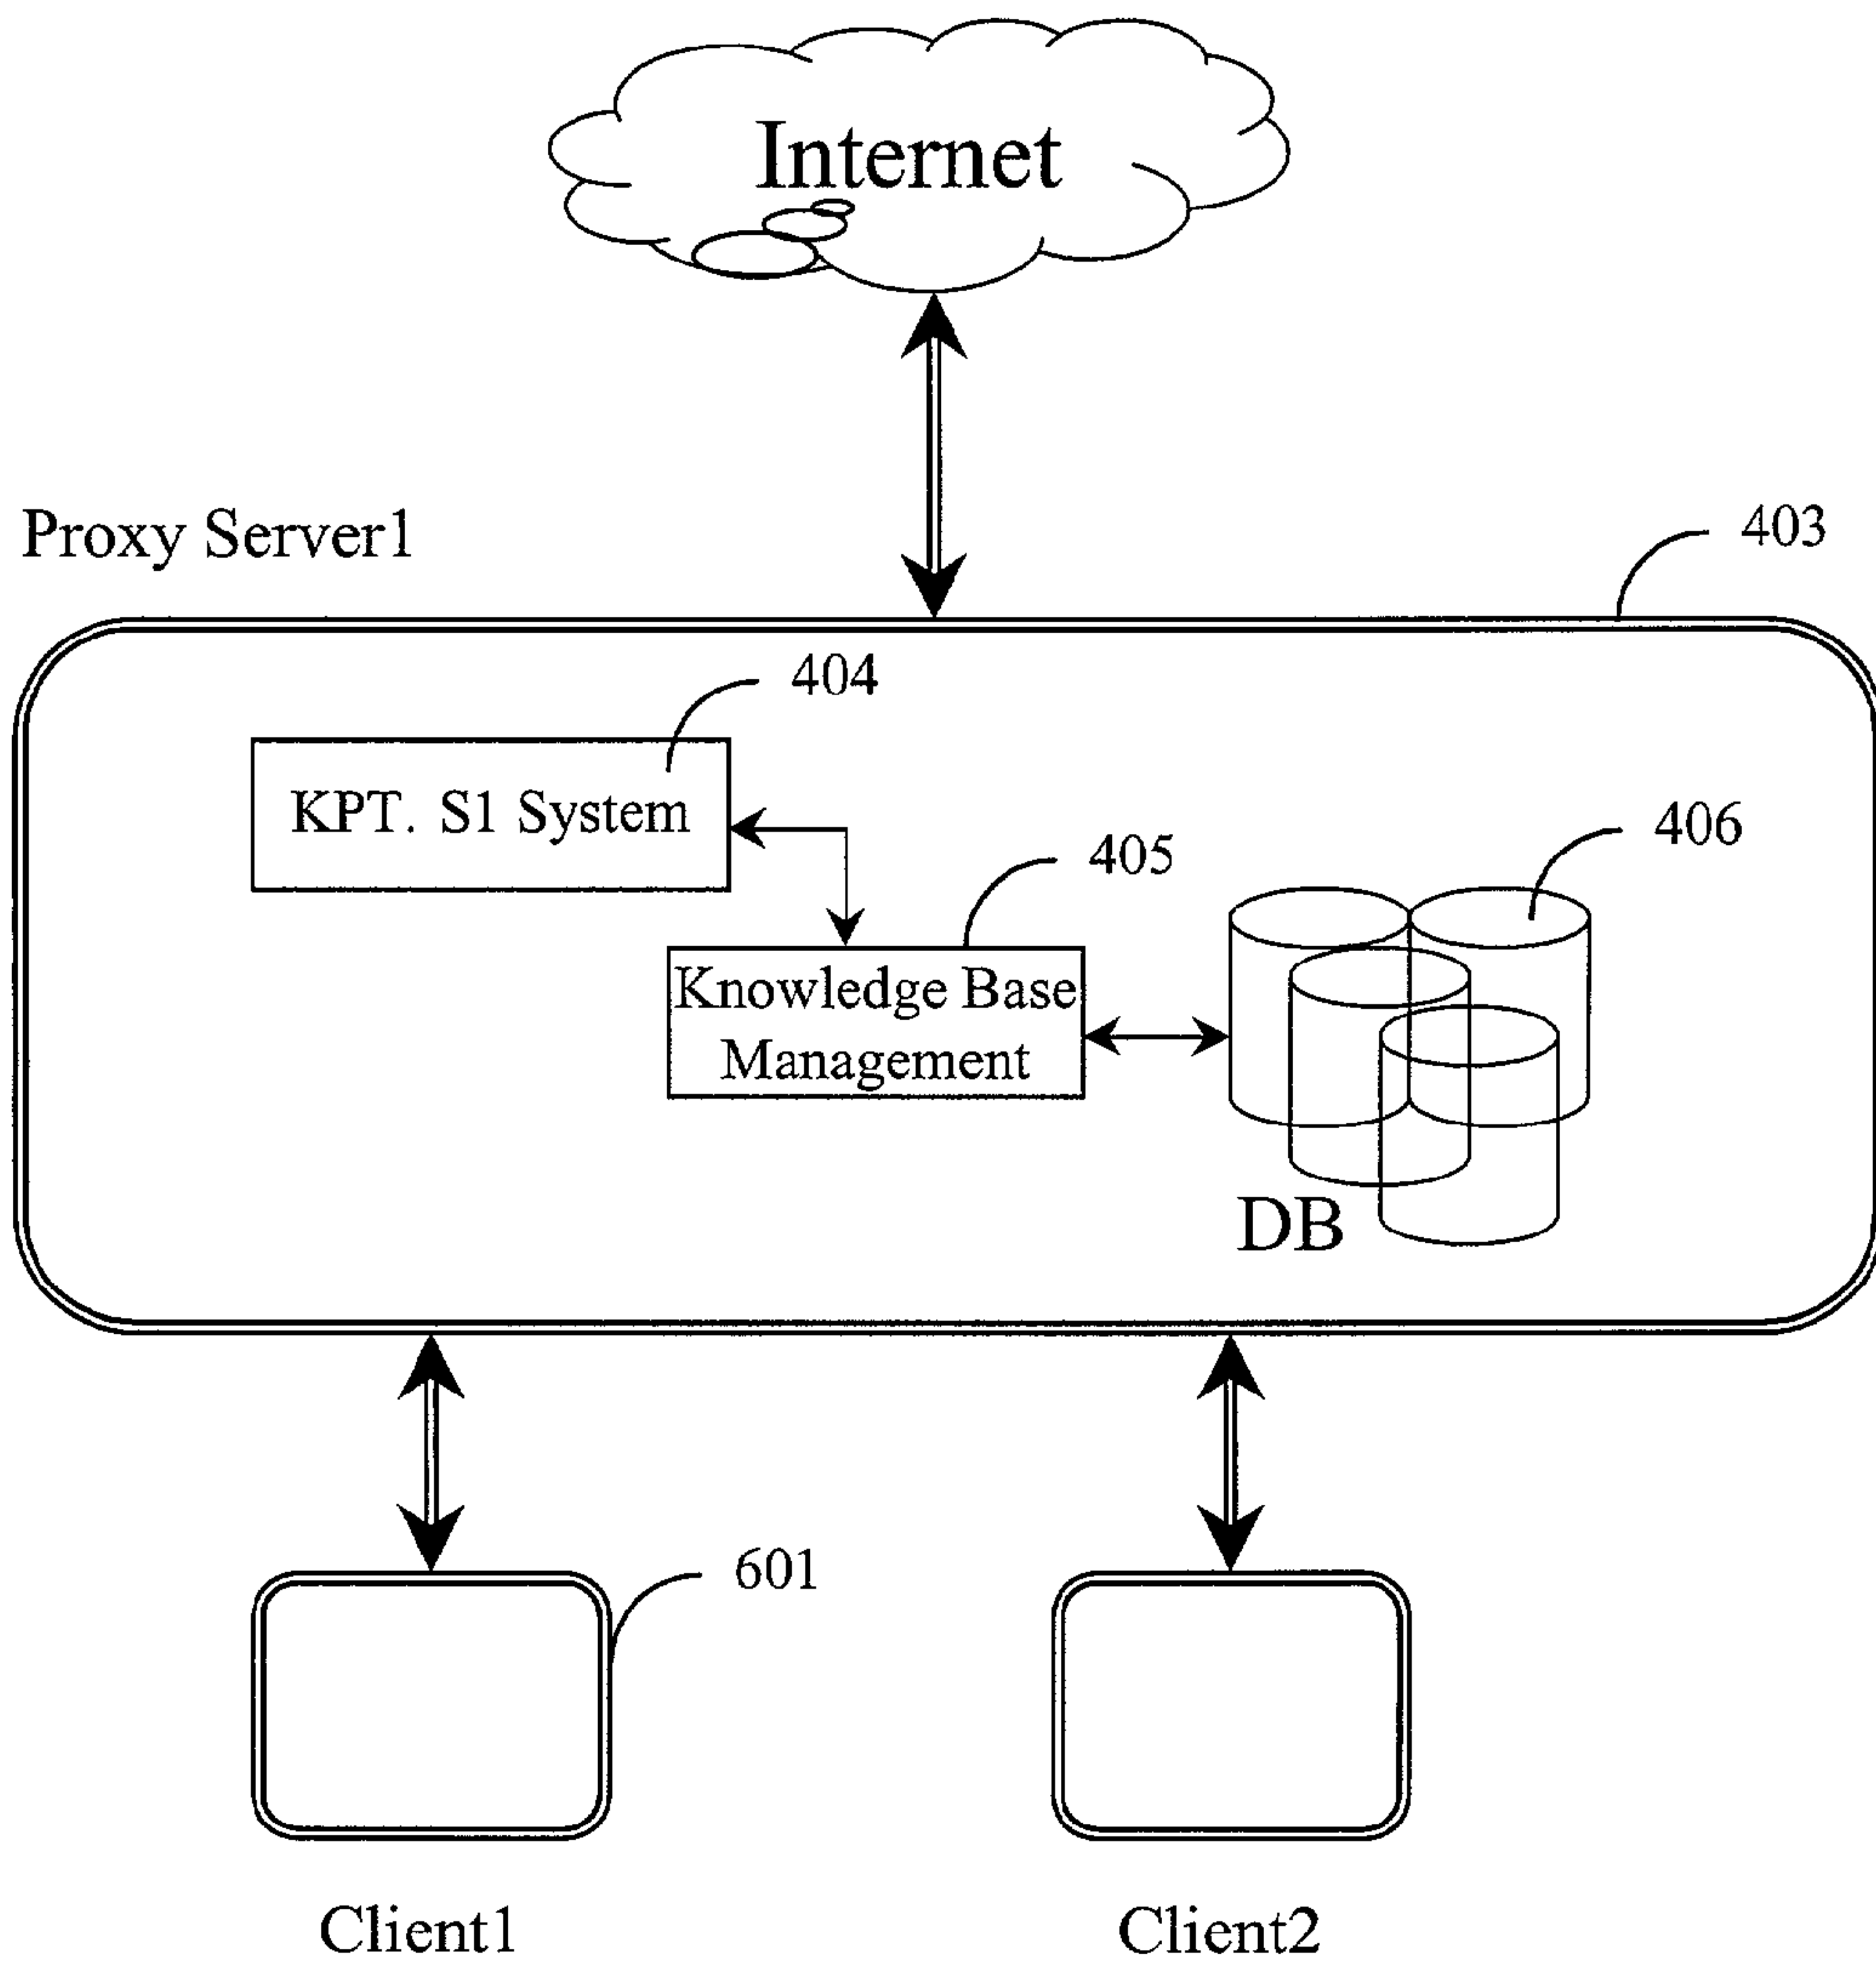 Internet
Proxy Server1
403
404
KPT. S1 System
405
406
Knowledge Base
Management
DB
601
Client1
Client2